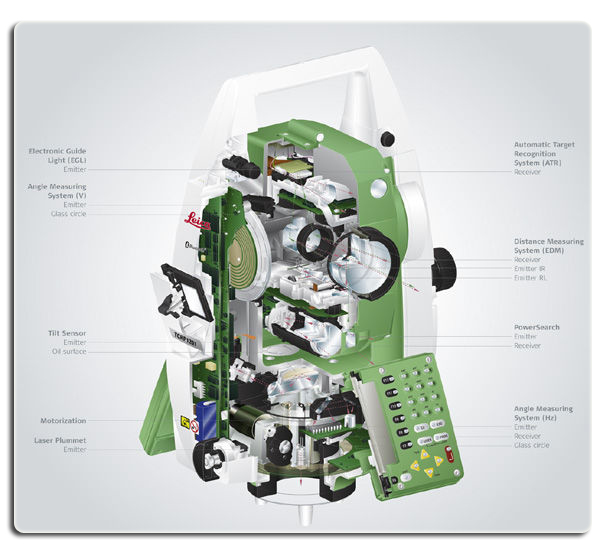 Electronic Guide
Light (EGL)
Emitter
Angle Measuring
System (V)
Emitter
Glass circle
Leica
TCRP1201
Tilt Sensor
Emitter
Oil surface
Motorization
Laser Plummet
Emitter
Automatic Target
Recognition
System (ATR)
Receiver
Distance Measuring
System (EDM)
Receiver
Emitter IR
Emitter RL
PowerSearch
Emitter
Receiver
Angle Measuring
System (Hz)
Emitter
Receiver
Glass circle